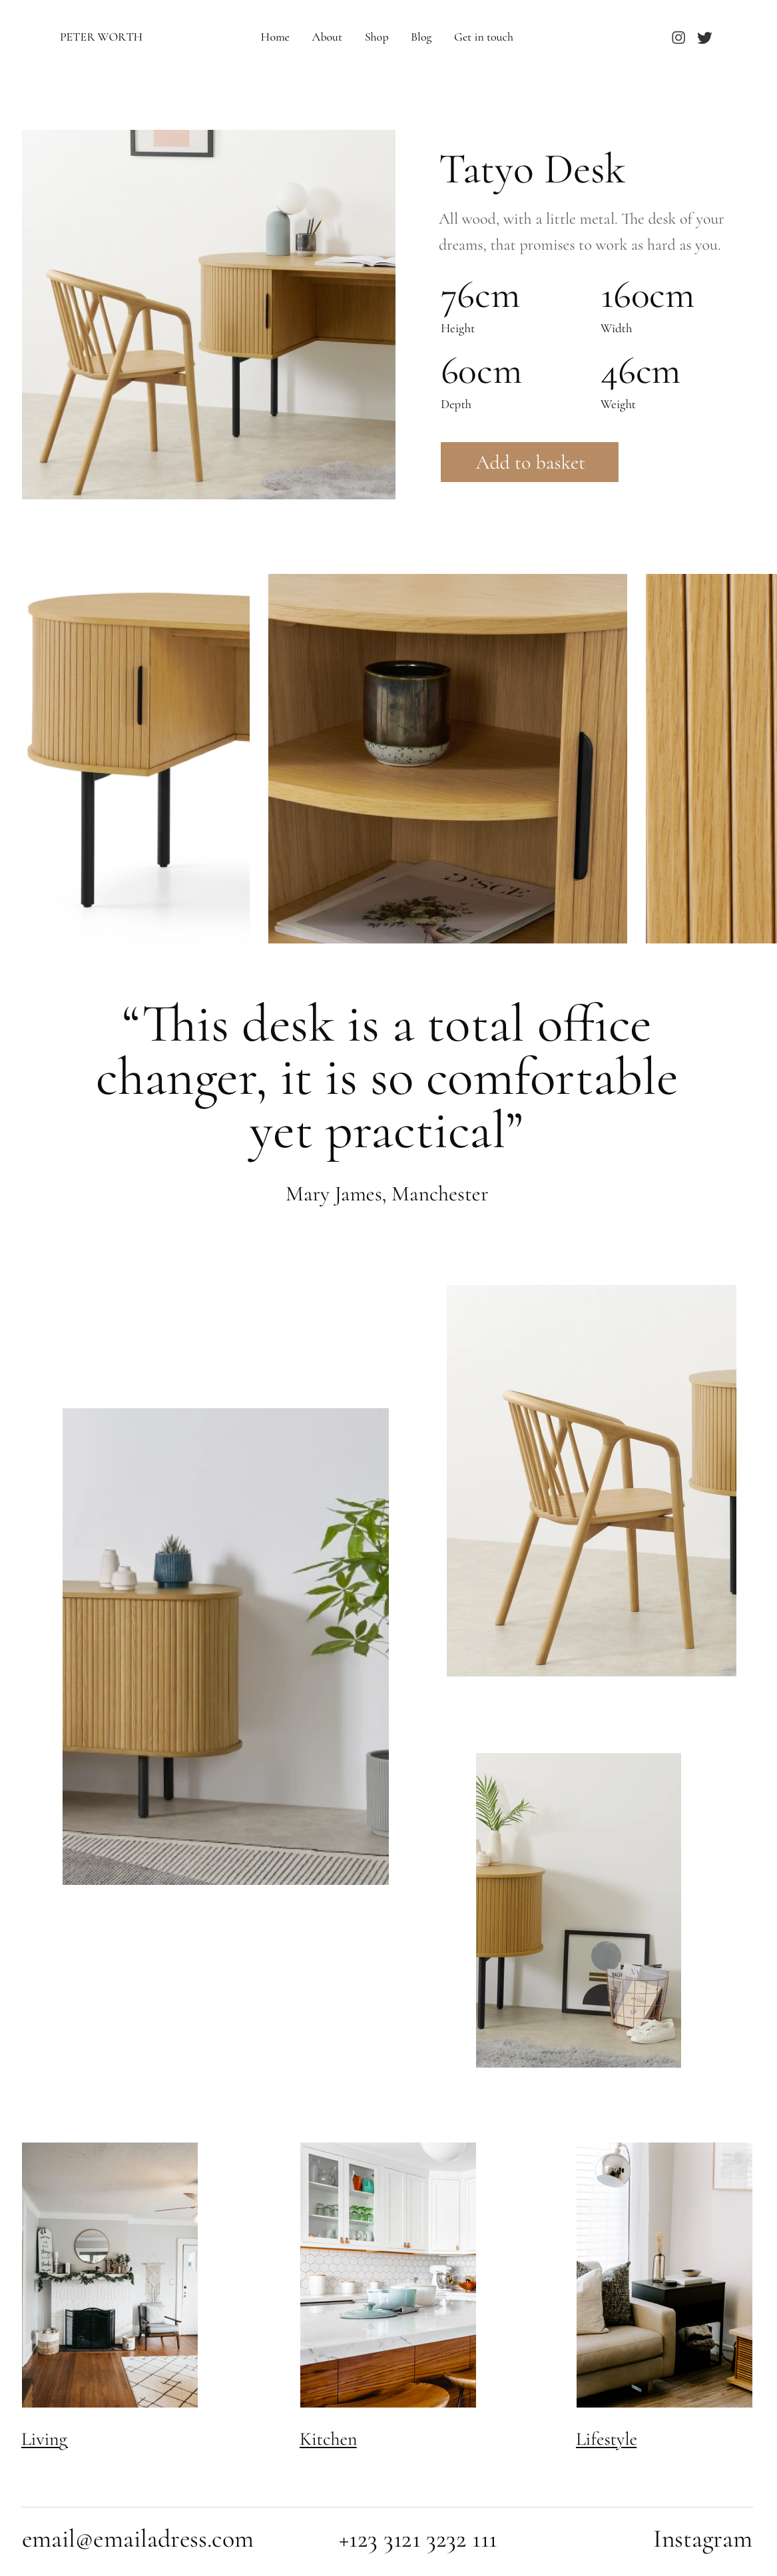 PETER WORTH
Home About Shop Blog Get in touch
Tatyo Desk
All wood, with a little metal. The desk of your
dreams, that promises to work as hard as you.
76cm 160cm
Height Width
60cm 46cm
Depth Weight
Add to basket
“This desk is a total office
changer, it is so comfortable
yet practical”
Mary James, Manchester
Living Kitchen Lifestyle
email@emailadress.com +123 3121 3232 111 Instagram